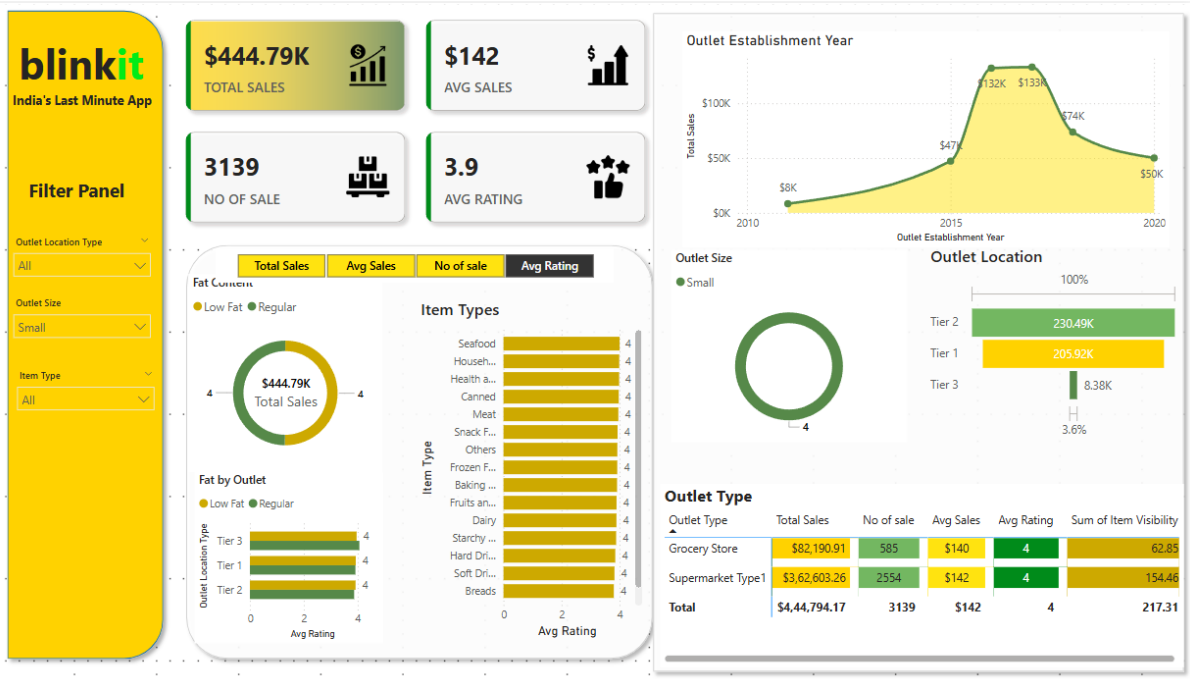 blinkit
India's Last Minute App
Filter Panel
Outlet Location Type
All
Outlet Size
Small
Item Type
All
$444.79K
TOTAL SALES
$142
AVG SALES
3139
NO OF SALE
3.9
AVG RATING
Total Sales Avg Sales No of sale Avg Rating
Fat Content
Low Fat Regular
4 $444.79K 4
Total Sales
Fat by Outlet
Low Fat Regular
Outlet Location Type
Tier 3 4
Tier 1 4
Tier 2 4
0 2 4
Avg Rating
Item Types
Item Type
Seafood 4
Househ... 4
Health a... 4
Canned 4
Meat 4
Snack F... 4
Others 4
Frozen F... 4
Baking ... 4
Fruits an... 4
Dairy 4
Starchy ... 4
Hard Dri... 4
Soft Dri... 4
Breads 4
0 2 4
Avg Rating
Outlet Establishment Year
Total Sales
$100K
$50K
$0K
$8K $47K $132K $133K $74K $50K
2010 2015 2020
Outlet Establishment Year
Outlet Size
Small
4
Outlet Location
100%
Tier 2 230.49K
Tier 1 205.92K
Tier 3 8.38K
3.6%
Outlet Type
Outlet Type Total Sales No of sale Avg Sales Avg Rating Sum of Item Visibility
Grocery Store $82,190.91 585 $140 4 62.85
Supermarket Type1 $3,62,603.26 2554 $142 4 154.46
Total $4,44,794.17 3139 $142 4 217.31